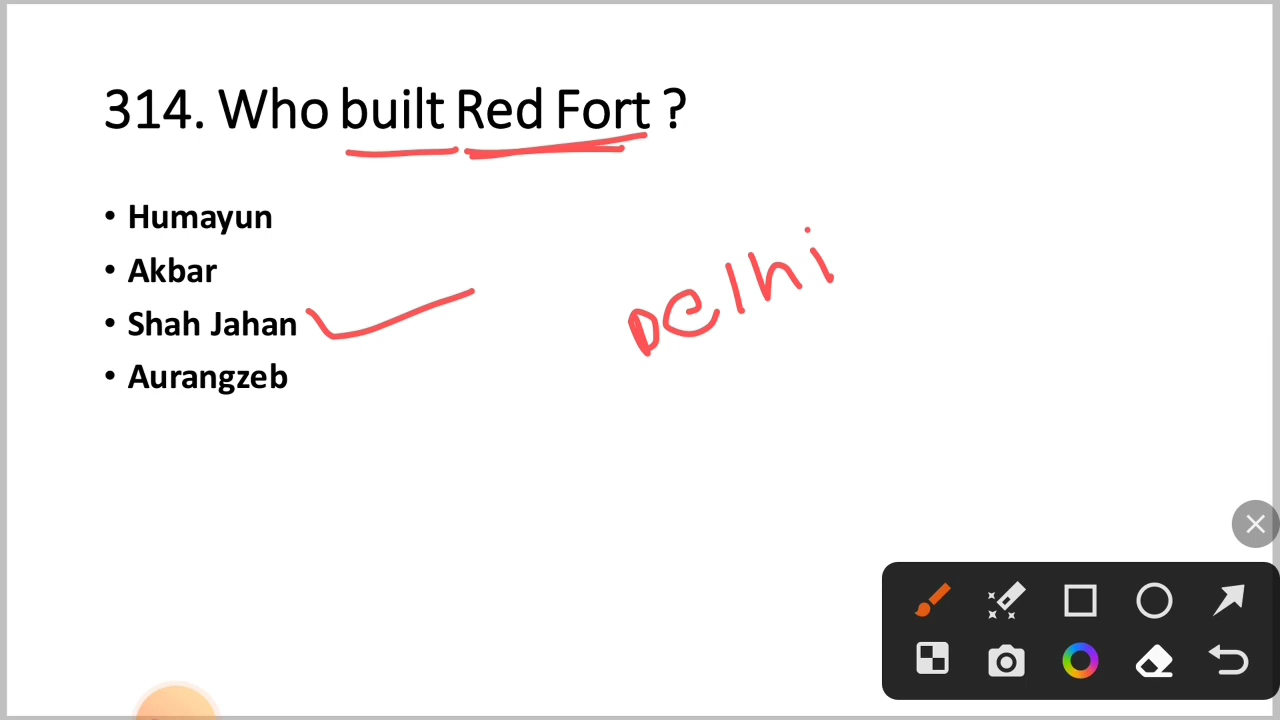 314. Who built Red Fort ?
• Humayun
• Akbar
• Shah Jahan
• Aurangzeb
Delhi